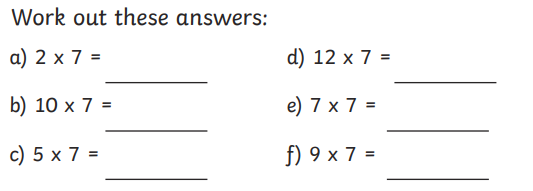 Work out these answers:
a) 2 x 7 =
b) 10 x 7 =
c) 5 x 7 =
d) 12 x 7 =
e) 7 x 7 =
f) 9 x 7 =